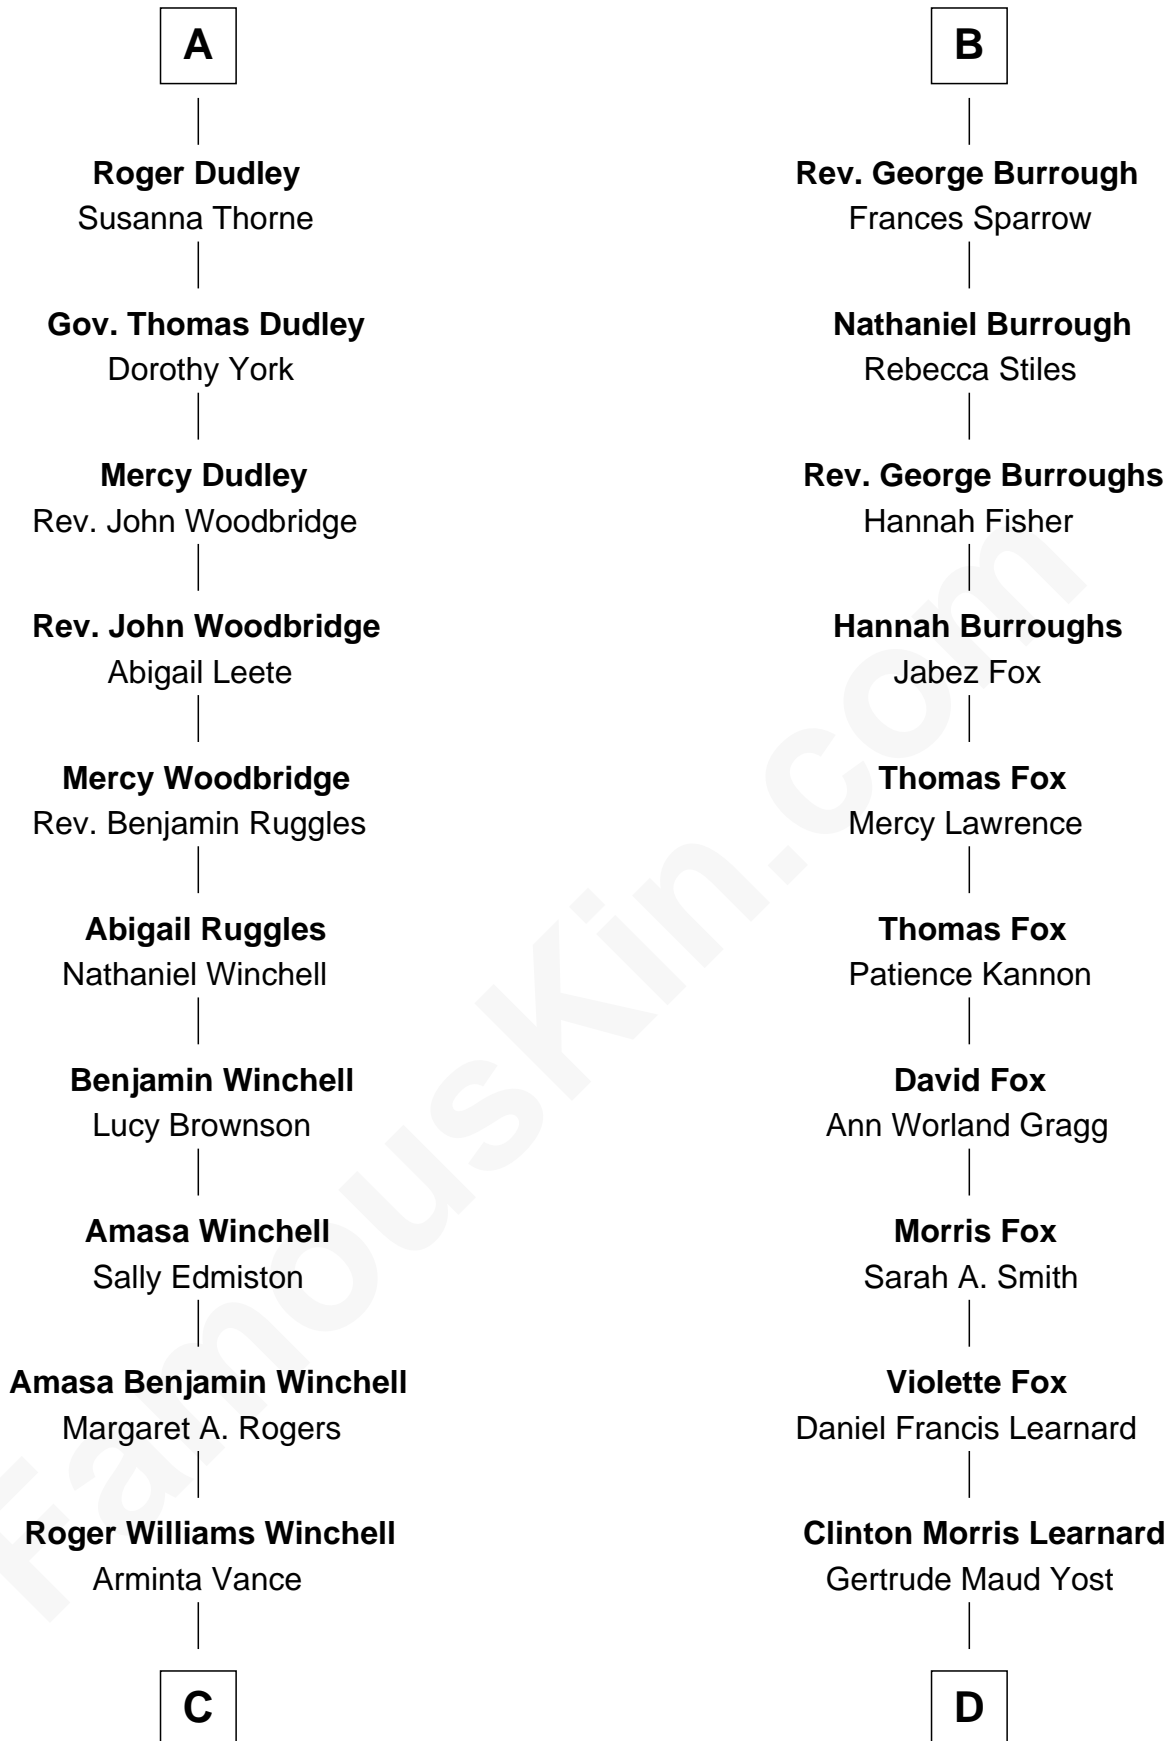 A
Roger Dudley
Susanna Thorne
Gov. Thomas Dudley
Dorothy York
Mercy Dudley
Rev. John Woodbridge
Rev. John Woodbridge
Abigail Leete
Mercy Woodbridge
Rev. Benjamin Ruggles
Abigail Ruggles
Nathaniel Winchell
Benjamin Winchell
Lucy Brownson
Amasa Winchell
Sally Edmiston
Amasa Benjamin Winchell
Margaret A. Rogers
Roger Williams Winchell
Arminta Vance
C
B
Rev. George Burrough
Frances Sparrow
Nathaniel Burrough
Rebecca Stiles
Rev. George Burroughs
Hannah Fisher
Hannah Burroughs
Jabez Fox
Thomas Fox
Mercy Lawrence
Thomas Fox
Patience Kannon
David Fox
Ann Worland Gragg
Morris Fox
Sarah A. Smith
Violette Fox
Daniel Francis Learnard
Clinton Morris Learnard
Gertrude Maud Yost
D
FamousKin.com